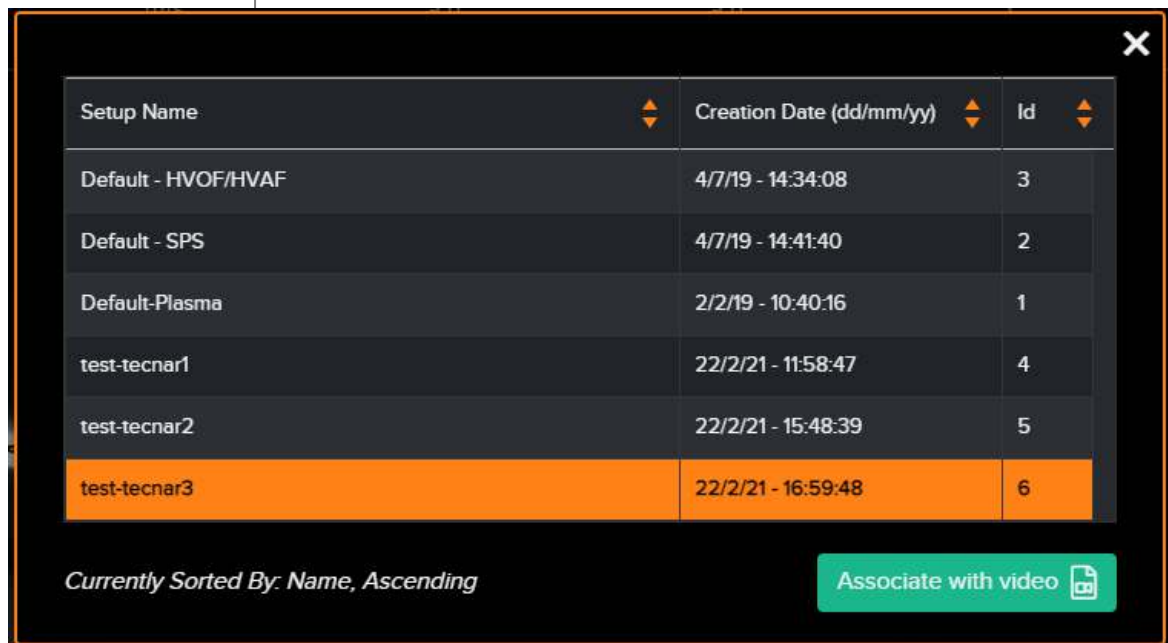 Setup Name Creation Date (dd/mm/yy) Id
Default - HVOF/HVAF 4/7/19 - 14:34:08 3
Default - SPS 4/7/19 - 14:41:40 2
Default-Plasma 2/2/19 - 10:40:16 1
test-tecnar1 22/2/21 - 11:58:47 4
test-tecnar2 22/2/21 - 15:48:39 5
test-tecnar3 22/2/21 - 16:59:48 6
Currently Sorted By: Name, Ascending Associate with video